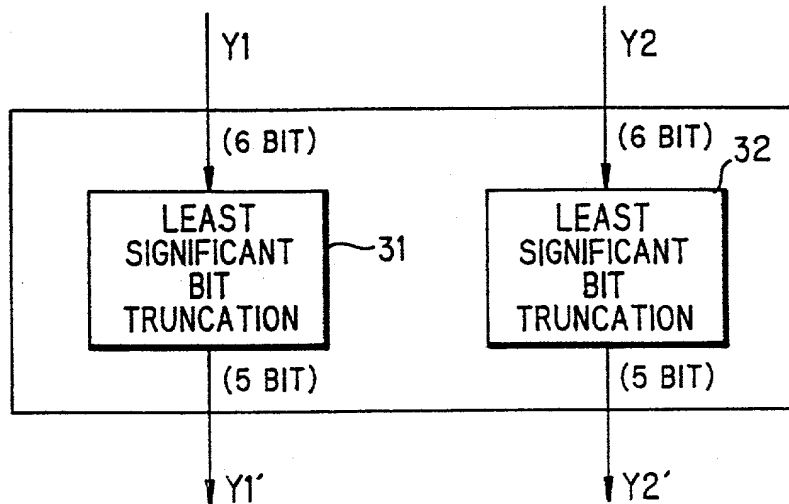 Y1
Y2
(6 BIT)
(6 BIT)
32
LEAST
SIGNIFICANT
BIT
TRUNCATION
31
LEAST
SIGNIFICANT
BIT
TRUNCATION
(5 BIT)
(5 BIT)
Y1′
Y2′